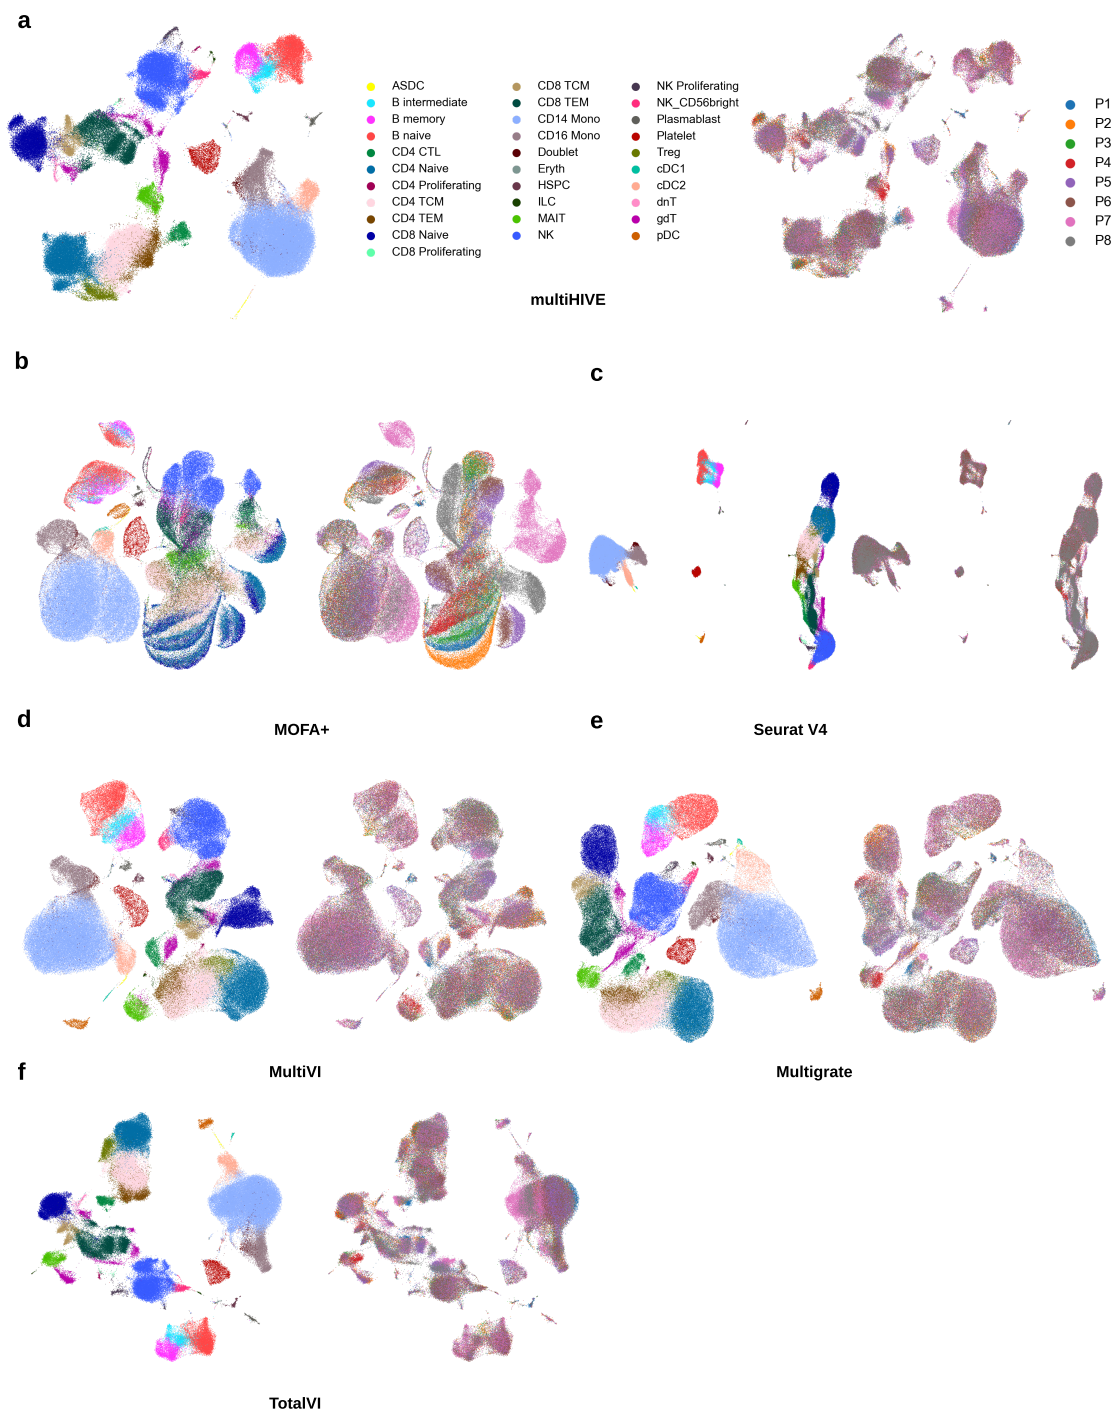 a
ASDC
B intermediate
B memory
B naive
CD4 CTL
CD4 Naive
CD4 Proliferating
CD4 TCM
CD4 TEM
CD8 Naive
CD8 Proliferating
CD8 TCM
CD8 TEM
CD14 Mono
CD16 Mono
Doublet
Eryth
HSPC
ILC
MAIT
NK
NK Proliferating
NK_CD56bright
Plasmablast
Platelet
Treg
cDC1
cDC2
dnT
gdT
pDC
P1
P2
P3
P4
P5
P6
P7
P8
multiHIVE
b
c
MOFA+
Seurat V4
d
e
MultiVI
Multigrate
f
TotalVI